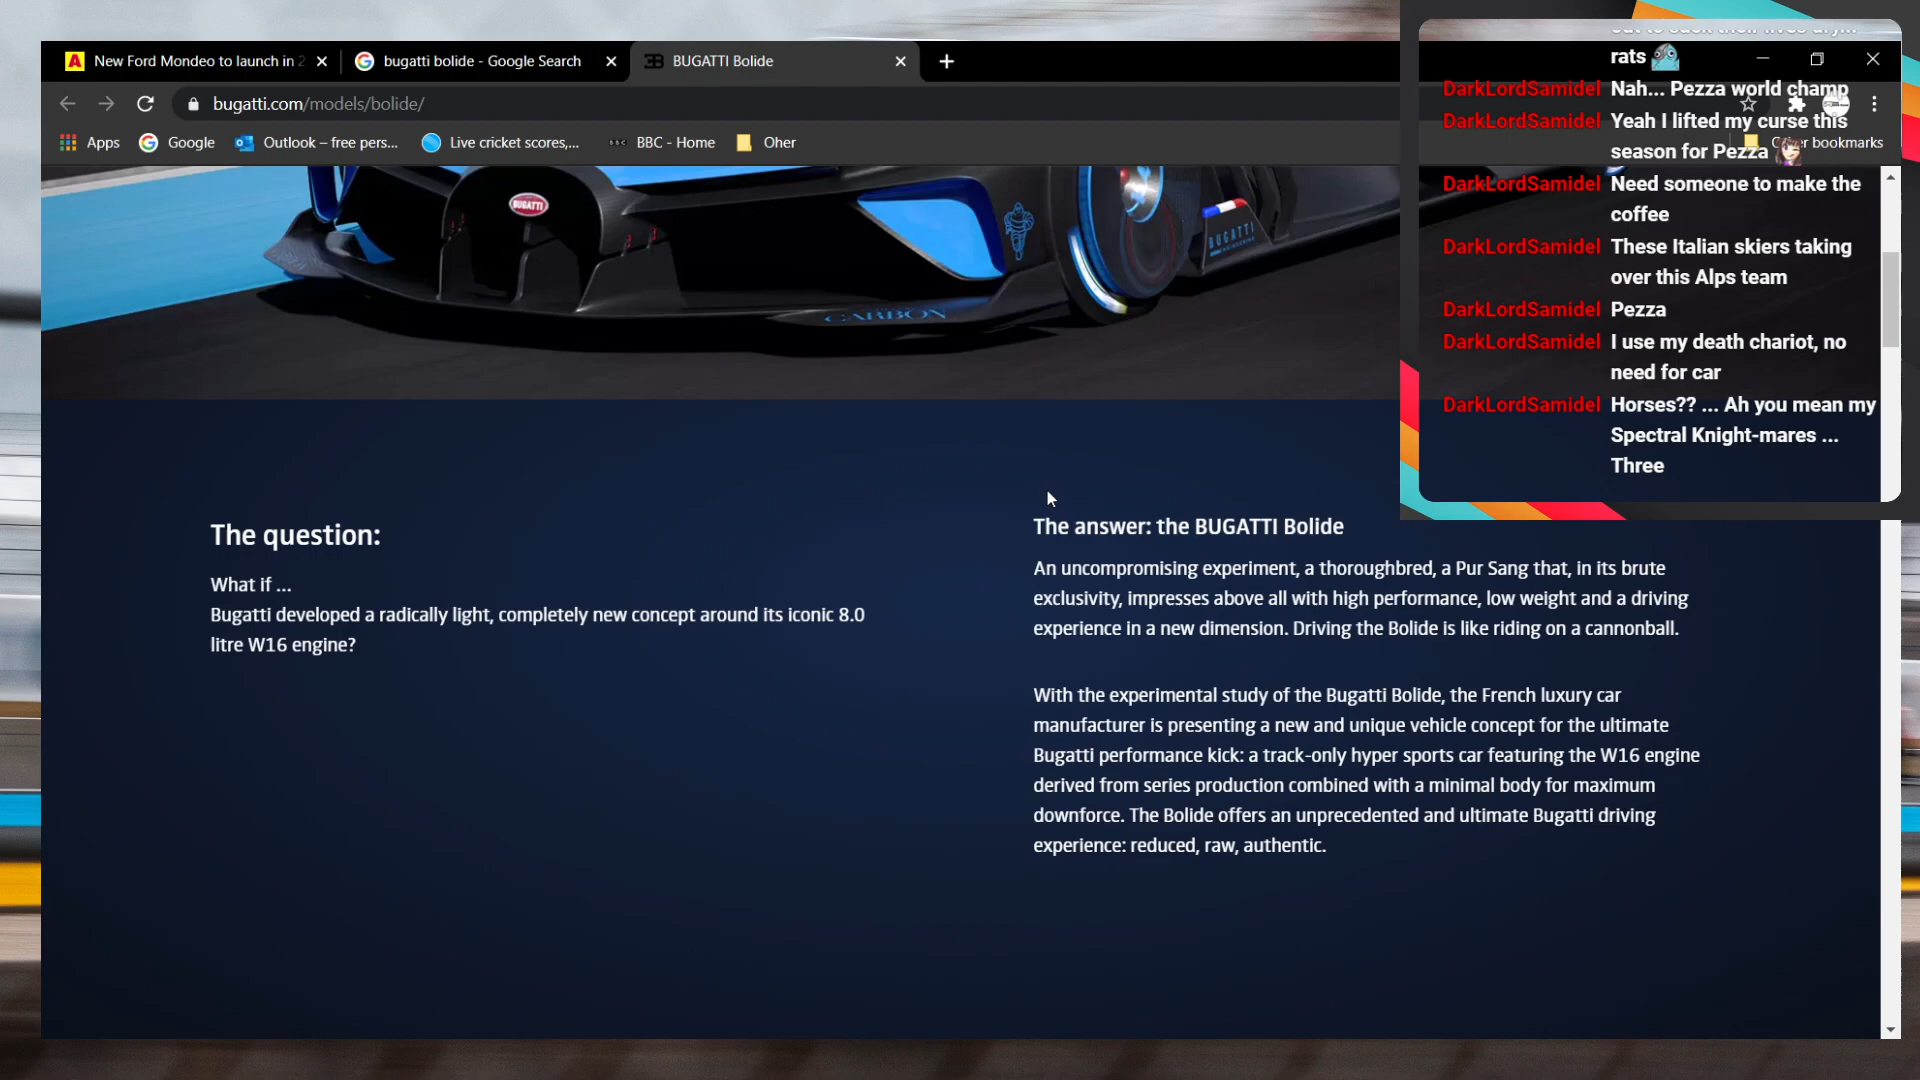 New Ford Mondeo to launch in 2
bugatti bolide - Google Search
BUGATTI Bolide
bugatti.com/models/bolide/
Apps
Google
Outlook – free pers...
Live cricket scores,...
BBC
BBC - Home
Oher
bookmarks
rats
DarkLordSamidel Nah... Pezza world champ
DarkLordSamidel Yeah I lifted my curse this
season for Pezza
DarkLordSamidel Need someone to make the
coffee
DarkLordSamidel These Italian skiers taking
over this Alps team
DarkLordSamidel Pezza
DarkLordSamidel I use my death chariot, no
need for car
DarkLordSamidel Horses?? ... Ah you mean my
Spectral Knight-mares ...
Three
BUGATTI
BUGATTI
CARBON
The question:
What if ...
Bugatti developed a radically light, completely new concept around its iconic 8.0
litre W16 engine?
The answer: the BUGATTI Bolide
An uncompromising experiment, a thoroughbred, a Pur Sang that, in its brute
exclusivity, impresses above all with high performance, low weight and a driving
experience in a new dimension. Driving the Bolide is like riding on a cannonball.
With the experimental study of the Bugatti Bolide, the French luxury car
manufacturer is presenting a new and unique vehicle concept for the ultimate
Bugatti performance kick: a track-only hyper sports car featuring the W16 engine
derived from series production combined with a minimal body for maximum
downforce. The Bolide offers an unprecedented and ultimate Bugatti driving
experience: reduced, raw, authentic.